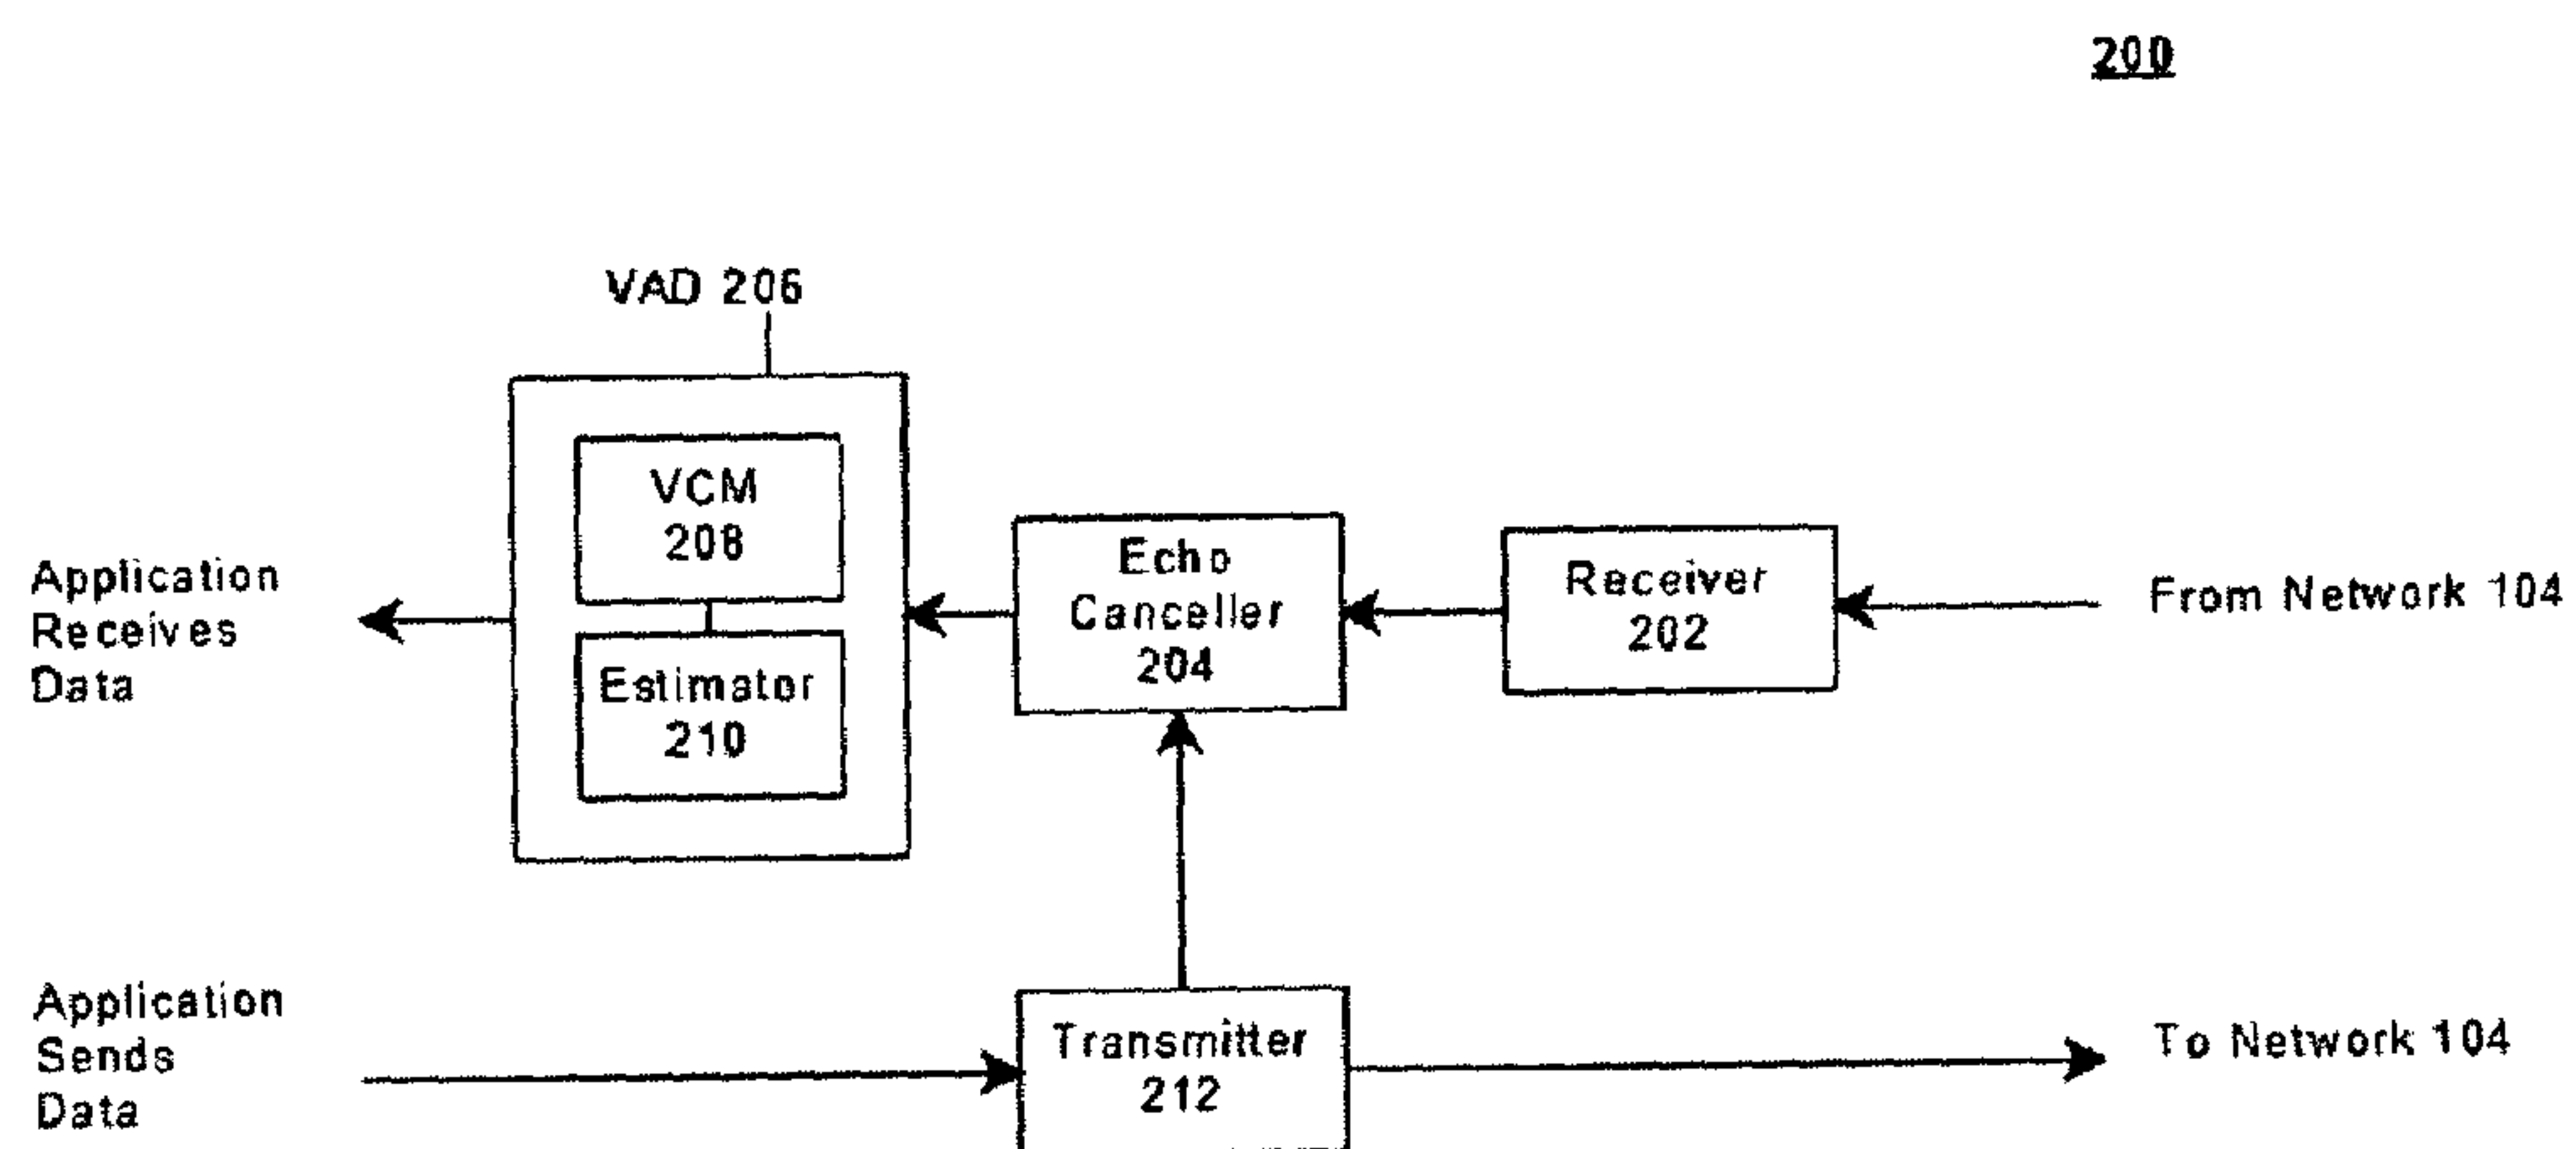 200
VAD 206
VCM
208
Estimator
210
Echo
Canceller
204
Receiver
202
From Network 104
Application
Receives
Data
Application
Sends
Data
Transmitter
212
To Network 104